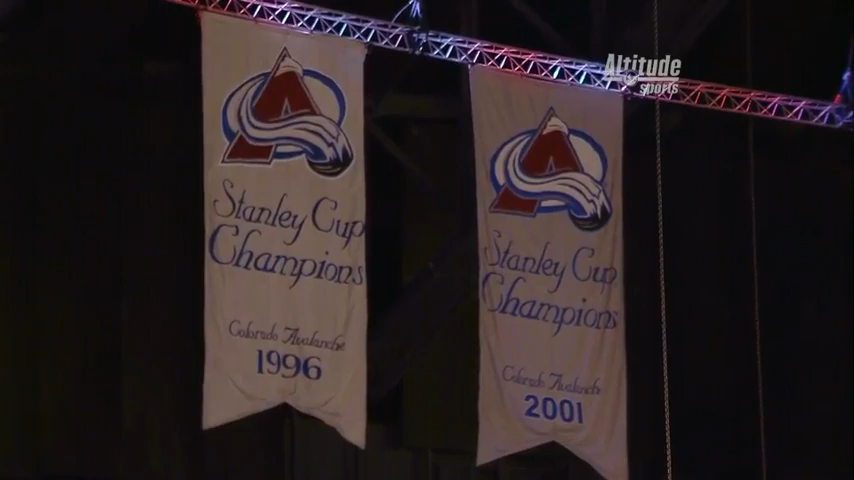 Altitude
sports
Stanley Cup
Champions
Colorado Avalanche
1996
Stanley Cup
Champions
Colorado Avalanche
2001